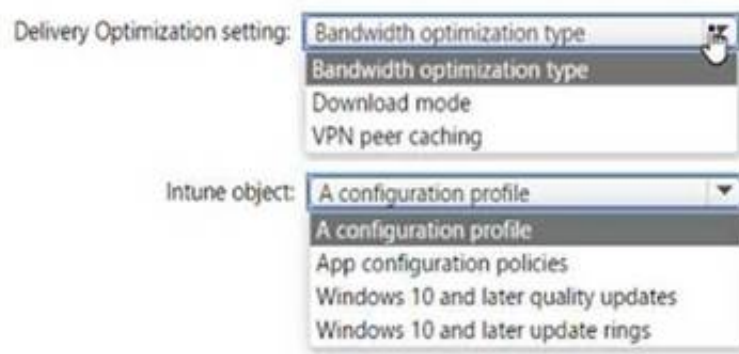 Delivery Optimization setting: Bandwidth optimization type
Bandwidth optimization type
Download mode
VPN peer caching
Intune object: A configuration profile
A configuration profile
App configuration policies
Windows 10 and later quality updates
Windows 10 and later update rings